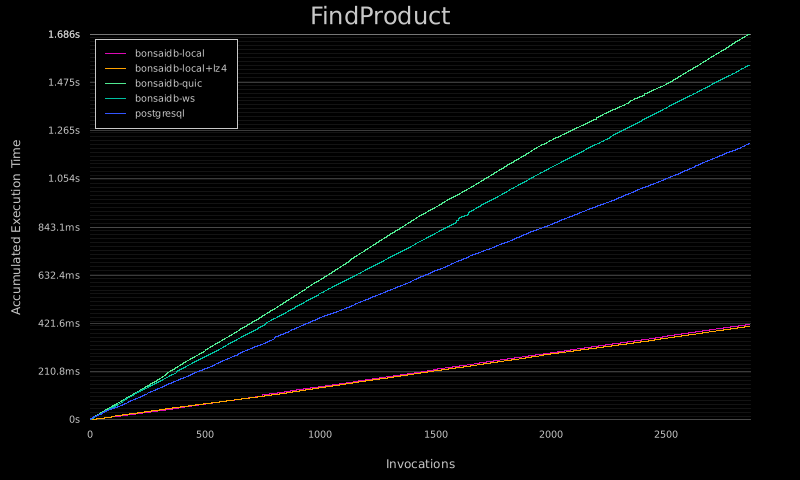 FindProduct
1.686s
1.475s
1.265s
1.054s
843.1ms
632.4ms
421.6ms
210.8ms
0s
Accumulated Execution Time
bonsaidb-local
bonsaidb-local+lz4
bonsaidb-quic
bonsaidb-ws
postgresql
0 500 1000 1500 2000 2500
Invocations